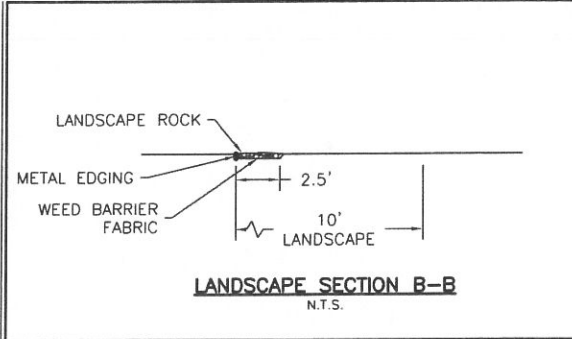 LANDSCAPE ROCK
METAL EDGING
2.5'
WEED BARRIER
FABRIC
10'
LANDSCAPE
LANDSCAPE SECTION B-B
N.T.S.